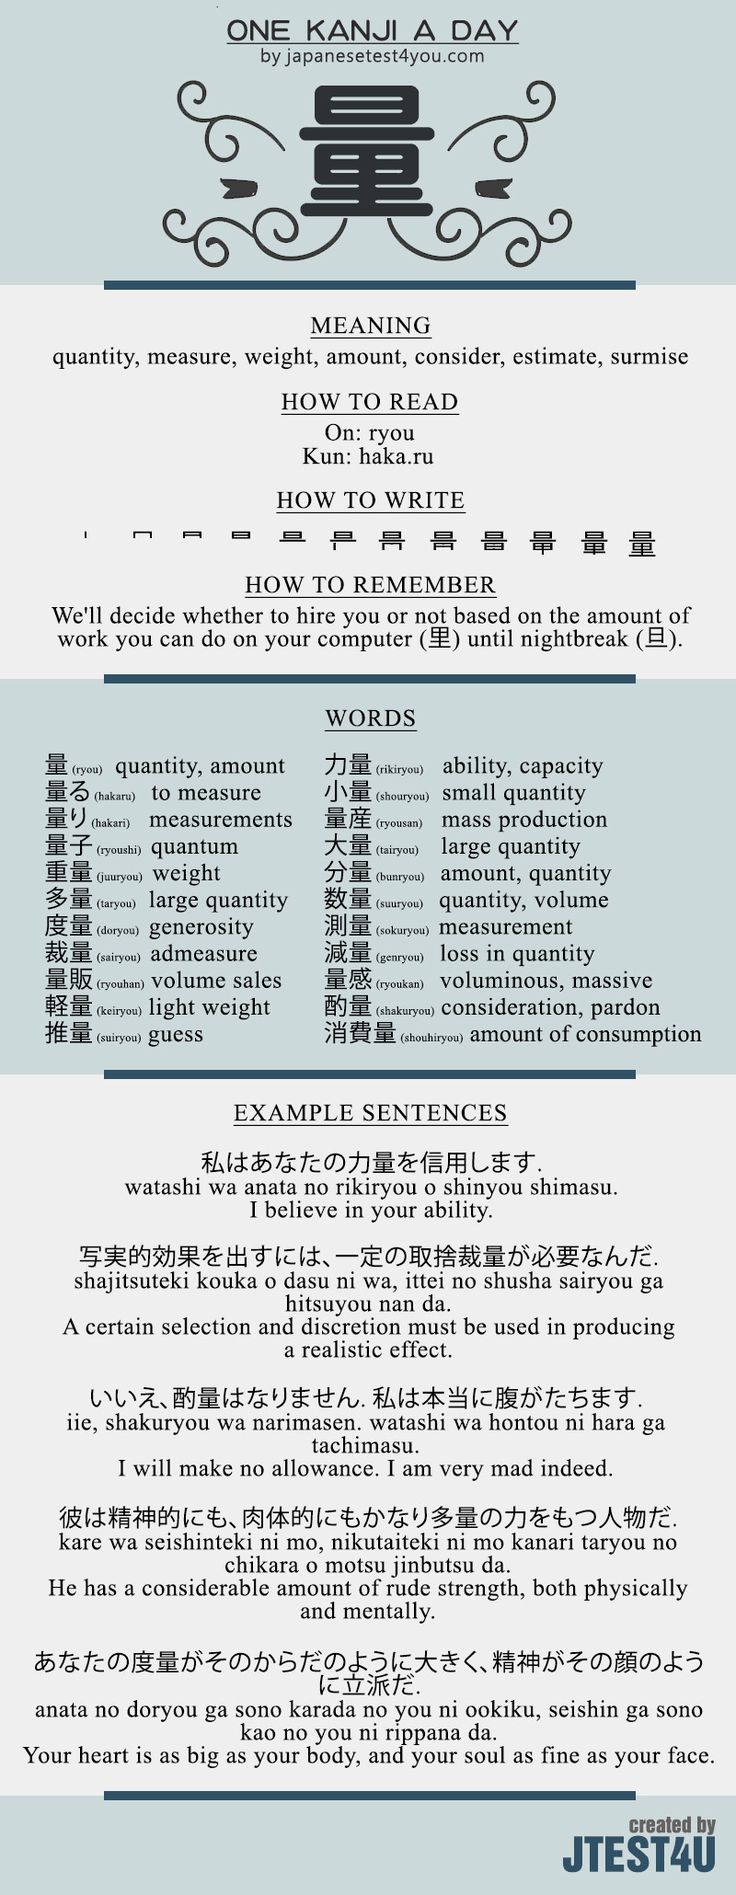 ONE KANJI A DAY
by japanesetest4you.com
量
MEANING
quantity, measure, weight, amount, consider, estimate, surmise
HOW TO READ
On: ryou
Kun: haka.ru
HOW TO WRITE
HOW TO REMEMBER
We'll decide whether to hire you or not based on the amount of
work you can do on your computer (里) until nightbreak (旦).
WORDS
量 (ryou) quantity, amount
量る (hakaru) to measure
量り (hakari) measurements
量子 (ryoushi) quantum
重量 (juuryou) weight
多量 (taryou) large quantity
度量 (doryou) generosity
裁量 (sairyou) admeasure
量販 (ryouhan) volume sales
軽量 (keiryou) light weight
推量 (suiryou) guess
力量 (rikiryou) ability, capacity
小量 (shouryou) small quantity
量産 (ryousan) mass production
大量 (tairyou) large quantity
分量 (bunryou) amount, quantity
数量 (suuryou) quantity, volume
測量 (sokuryou) measurement
減量 (genryou) loss in quantity
量感 (ryoukan) voluminous, massive
酌量 (shakuryou) consideration, pardon
消費量 (shouhiryou) amount of consumption
EXAMPLE SENTENCES
私はあなたの力量を信用します.
watashi wa anata no rikiryou o shinyou shimasu.
I believe in your ability.
写実的効果を出すには、一定の取捨裁量が必要なんだ.
shajitsuteki kouka o dasu ni wa, ittei no shusha sairyou ga
hitsuyou nan da.
A certain selection and discretion must be used in producing
a realistic effect.
いいえ、酌量はなりません. 私は本当に腹がたちます.
iie, shakuryou wa narimasen. watashi wa hontou ni hara ga
tachimasu.
I will make no allowance. I am very mad indeed.
彼は精神的にも、肉体的にもかなり多量の力をもつ人物だ.
kare wa seishinteki ni mo, nikutaiteki ni mo kanari taryou no
chikara o motsu jinbutsu da.
He has a considerable amount of rude strength, both physically
and mentally.
あなたの度量がそのからだのように大きく、精神がその顔のよう
に立派だ.
anata no doryou ga sono karada no you ni ookiku, seishin ga sono
kao no you ni rippana da.
Your heart is as big as your body, and your soul as fine as your face.
created by
JTEST4U